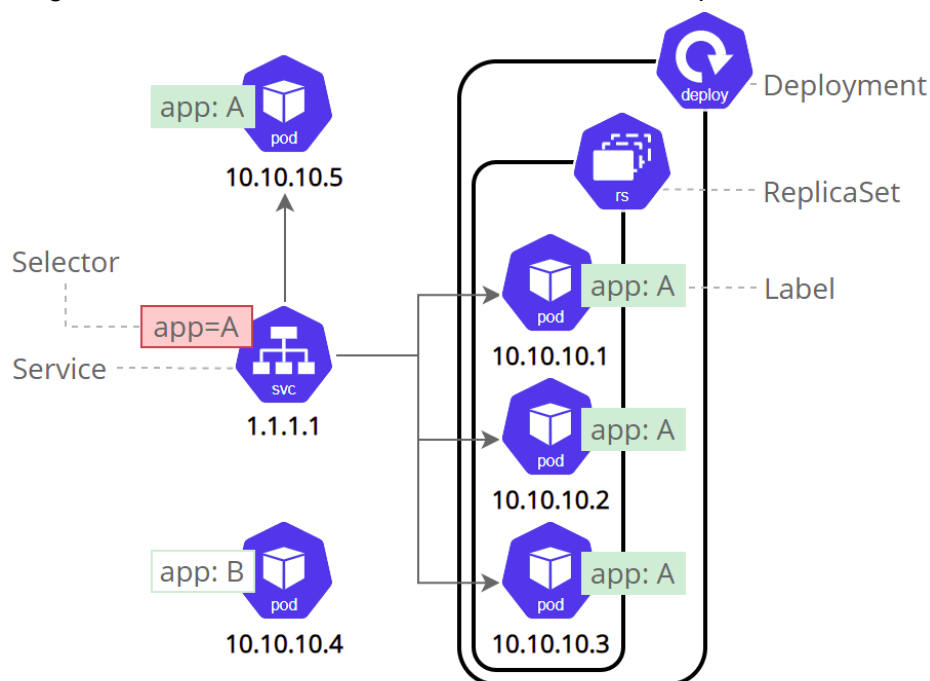 deploy
Deployment
app: A
pod
10.10.10.5
rs
ReplicaSet
Selector
app=A
Service
svc
1.1.1.1
app: A
Label
pod
10.10.10.1
app: A
pod
10.10.10.2
app: B
pod
10.10.10.4
app: A
pod
10.10.10.3